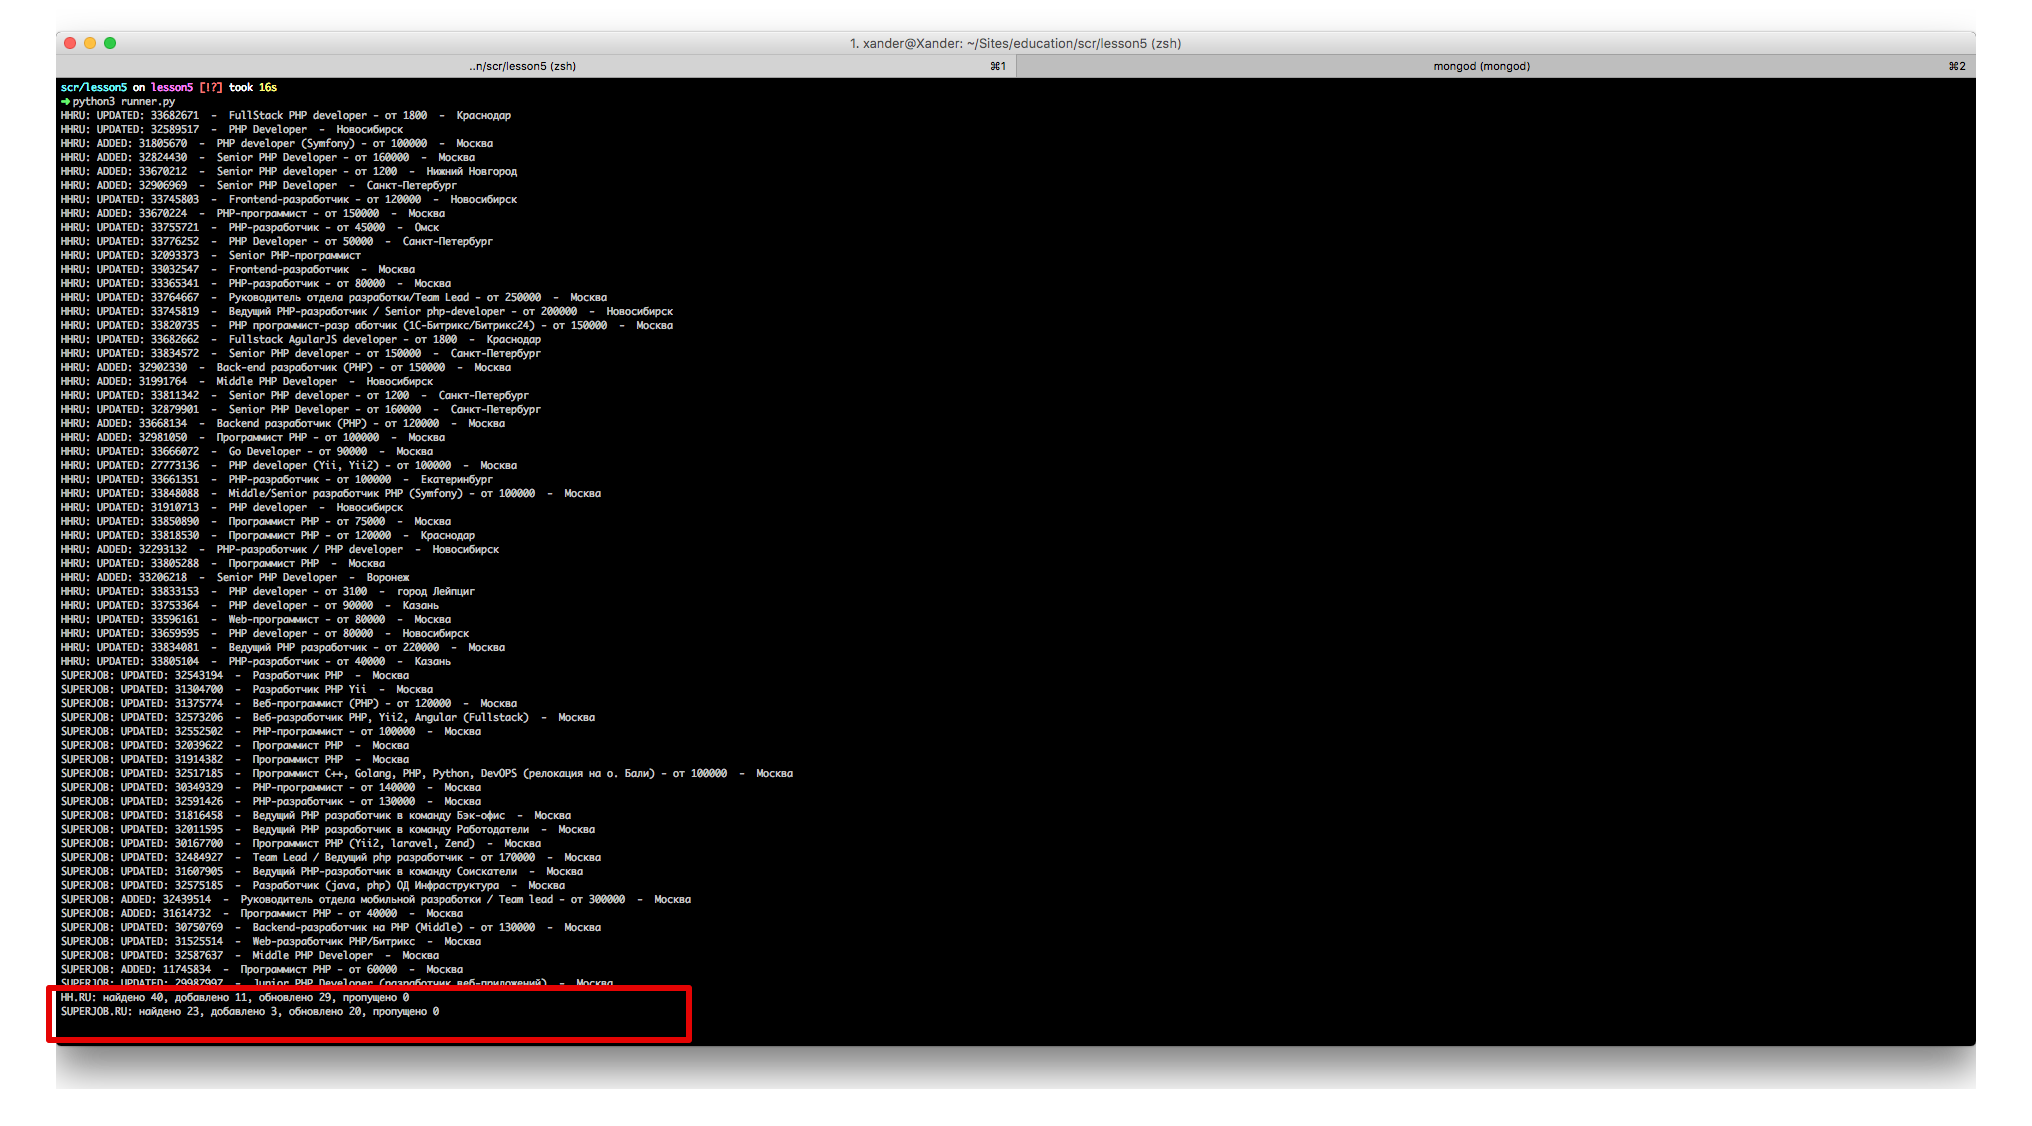 1. xander@Xander: ~/Sites/education/scr/lesson5 (zsh)
..n/scr/lesson5 (zsh) ⌘1 mongod (mongod) ⌘2
scr/lesson5 on lesson5 [!?] took 16s
➜ python3 runner.py
HHRU: UPDATED: 33682671 - FullStack PHP developer - от 1800 - Краснодар
HHRU: UPDATED: 32589517 - PHP Developer - Новосибирск
HHRU: ADDED: 31805670 - PHP developer (Symfony) - от 100000 - Москва
HHRU: ADDED: 32824430 - Senior PHP Developer - от 160000 - Москва
HHRU: ADDED: 33670212 - Senior PHP developer - от 1200 - Нижний Новгород
HHRU: ADDED: 32906969 - Senior PHP Developer - Санкт-Петербург
HHRU: UPDATED: 33745803 - Frontend-разработчик - от 120000 - Новосибирск
HHRU: ADDED: 33670224 - PHP-программист - от 150000 - Москва
HHRU: UPDATED: 33755721 - PHP-разработчик - от 45000 - Омск
HHRU: UPDATED: 33776252 - PHP Developer - от 50000 - Санкт-Петербург
HHRU: UPDATED: 32093373 - Senior PHP-программист
HHRU: UPDATED: 33032547 - Frontend-разработчик - Москва
HHRU: UPDATED: 33365341 - PHP-разработчик - от 80000 - Москва
HHRU: UPDATED: 33764667 - Руководитель отдела разработки/Team Lead - от 250000 - Москва
HHRU: UPDATED: 33745819 - Ведущий PHP-разработчик / Senior php-developer - от 200000 - Новосибирск
HHRU: UPDATED: 33820735 - PHP программист-разр аботчик (1С-Битрикс/Битрикс24) - от 150000 - Москва
HHRU: UPDATED: 33682662 - Fullstack AgularJS developer - от 1800 - Краснодар
HHRU: UPDATED: 33834572 - Senior PHP developer - от 150000 - Санкт-Петербург
HHRU: ADDED: 32902330 - Back-end разработчик (PHP) - от 150000 - Москва
HHRU: ADDED: 31991764 - Middle PHP Developer - Новосибирск
HHRU: UPDATED: 33811342 - Senior PHP developer - от 1200 - Санкт-Петербург
HHRU: UPDATED: 32879901 - Senior PHP Developer - от 160000 - Санкт-Петербург
HHRU: ADDED: 33668134 - Backend разработчик (PHP) - от 120000 - Москва
HHRU: ADDED: 32981050 - Программист PHP - от 100000 - Москва
HHRU: UPDATED: 33666072 - Go Developer - от 90000 - Москва
HHRU: UPDATED: 27773136 - PHP developer (Yii, Yii2) - от 100000 - Москва
HHRU: UPDATED: 33661351 - PHP-разработчик - от 100000 - Екатеринбург
HHRU: UPDATED: 33848088 - Middle/Senior разработчик PHP (Symfony) - от 100000 - Москва
HHRU: UPDATED: 31910713 - PHP developer - Новосибирск
HHRU: UPDATED: 33850890 - Программист PHP - от 75000 - Москва
HHRU: UPDATED: 33818530 - Программист PHP - от 120000 - Краснодар
HHRU: ADDED: 32293132 - PHP-разработчик / PHP developer - Новосибирск
HHRU: UPDATED: 33805288 - Программист PHP - Москва
HHRU: ADDED: 33206218 - Senior PHP Developer - Воронеж
HHRU: UPDATED: 33833153 - PHP developer - от 3100 - город Лейпциг
HHRU: UPDATED: 33753364 - PHP developer - от 90000 - Казань
HHRU: UPDATED: 33596161 - Web-программист - от 80000 - Москва
HHRU: UPDATED: 33659595 - PHP developer - от 80000 - Новосибирск
HHRU: UPDATED: 33834081 - Ведущий PHP разработчик - от 220000 - Москва
HHRU: UPDATED: 33805104 - PHP-разработчик - от 40000 - Казань
SUPERJOB: UPDATED: 32543194 - Разработчик PHP - Москва
SUPERJOB: UPDATED: 31304700 - Разработчик PHP Yii - Москва
SUPERJOB: UPDATED: 31375774 - Веб-программист (PHP) - от 120000 - Москва
SUPERJOB: UPDATED: 32573206 - Веб-разработчик PHP, Yii2, Angular (Fullstack) - Москва
SUPERJOB: UPDATED: 32552502 - PHP-программист - от 100000 - Москва
SUPERJOB: UPDATED: 32039622 - Программист PHP - Москва
SUPERJOB: UPDATED: 31914382 - Программист PHP - Москва
SUPERJOB: UPDATED: 32517185 - Программист C++, Golang, PHP, Python, DevOPS (релокация на о. Бали) - от 100000 - Москва
SUPERJOB: UPDATED: 30349329 - PHP-программист - от 140000 - Москва
SUPERJOB: UPDATED: 32591426 - PHP-разработчик - от 130000 - Москва
SUPERJOB: UPDATED: 31816458 - Ведущий PHP разработчик в команду Бэк-офис - Москва
SUPERJOB: UPDATED: 32011595 - Ведущий PHP разработчик в команду Работодатели - Москва
SUPERJOB: UPDATED: 30167700 - Программист PHP (Yii2, laravel, Zend) - Москва
SUPERJOB: UPDATED: 32484927 - Team Lead / Ведущий php разработчик - от 170000 - Москва
SUPERJOB: UPDATED: 31607905 - Ведущий PHP-разработчик в команду Соискатели - Москва
SUPERJOB: UPDATED: 32575185 - Разработчик (java, php) ОД Инфраструктура - Москва
SUPERJOB: ADDED: 32439514 - Руководитель отдела мобильной разработки / Team lead - от 300000 - Москва
SUPERJOB: ADDED: 31614732 - Программист PHP - от 40000 - Москва
SUPERJOB: UPDATED: 30750769 - Backend-разработчик на PHP (Middle) - от 130000 - Москва
SUPERJOB: UPDATED: 31525514 - Web-разработчик PHP/Битрикс - Москва
SUPERJOB: UPDATED: 32587637 - Middle PHP Developer - Москва
SUPERJOB: ADDED: 11745834 - Программист PHP - от 60000 - Москва
SUPERJOB: UPDATED: 29987997 - Junior PHP Developer (разработчик веб-приложений) - Москва
HH.RU: найдено 40, добавлено 11, обновлено 29, пропущено 0
SUPERJOB.RU: найдено 23, добавлено 3, обновлено 20, пропущено 0